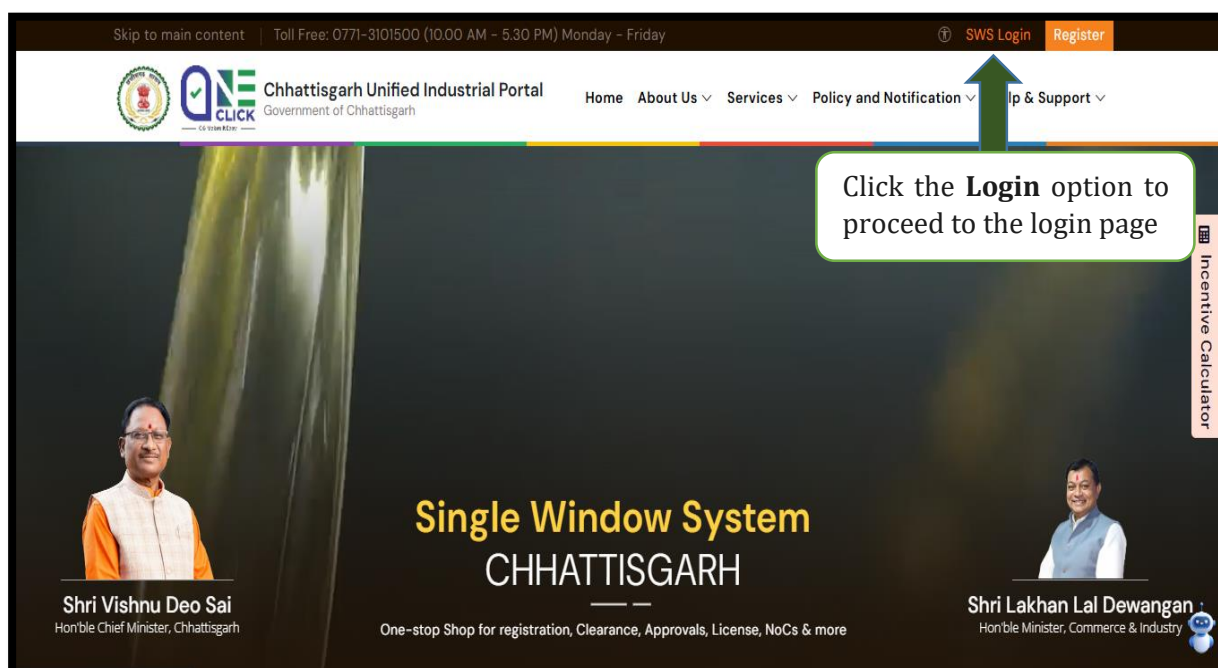 Skip to main content | Toll Free: 0771-3101500 (10.00 AM - 5.30 PM) Monday - Friday SWS Login Register
ONE
CLICK
Chhattisgarh Unified Industrial Portal
Government of Chhattisgarh
Home About Us Services Policy and Notification lp & Support
Click the Login option to
proceed to the login page
Incentive Calculator
Single Window System
CHHATTISGARH
One-stop Shop for registration, Clearance, Approvals, License, NoCs & more
Shri Vishnu Deo Sai
Hon'ble Chief Minister, Chhattisgarh
Shri Lakhan Lal Dewangan
Hon'ble Minister, Commerce & Industry